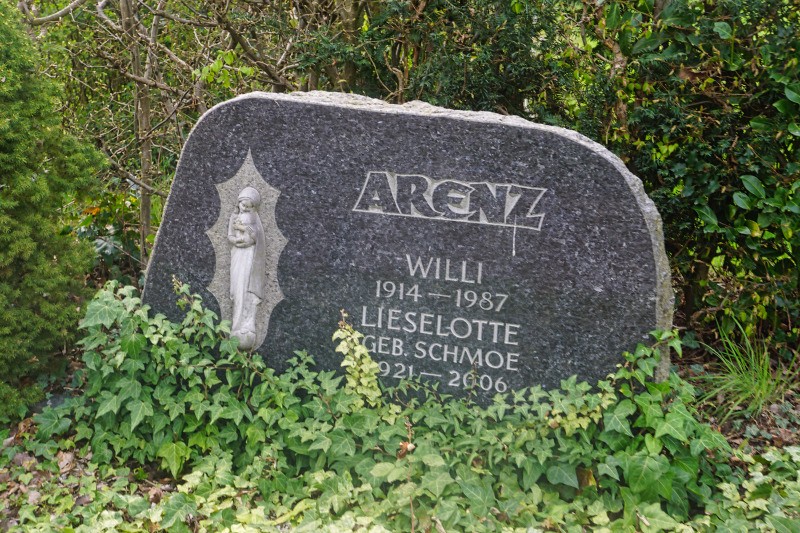 ARENZ
WILLI
1914 – 1987
LIESELOTTE
GEB. SCHMOE
1921 – 2006